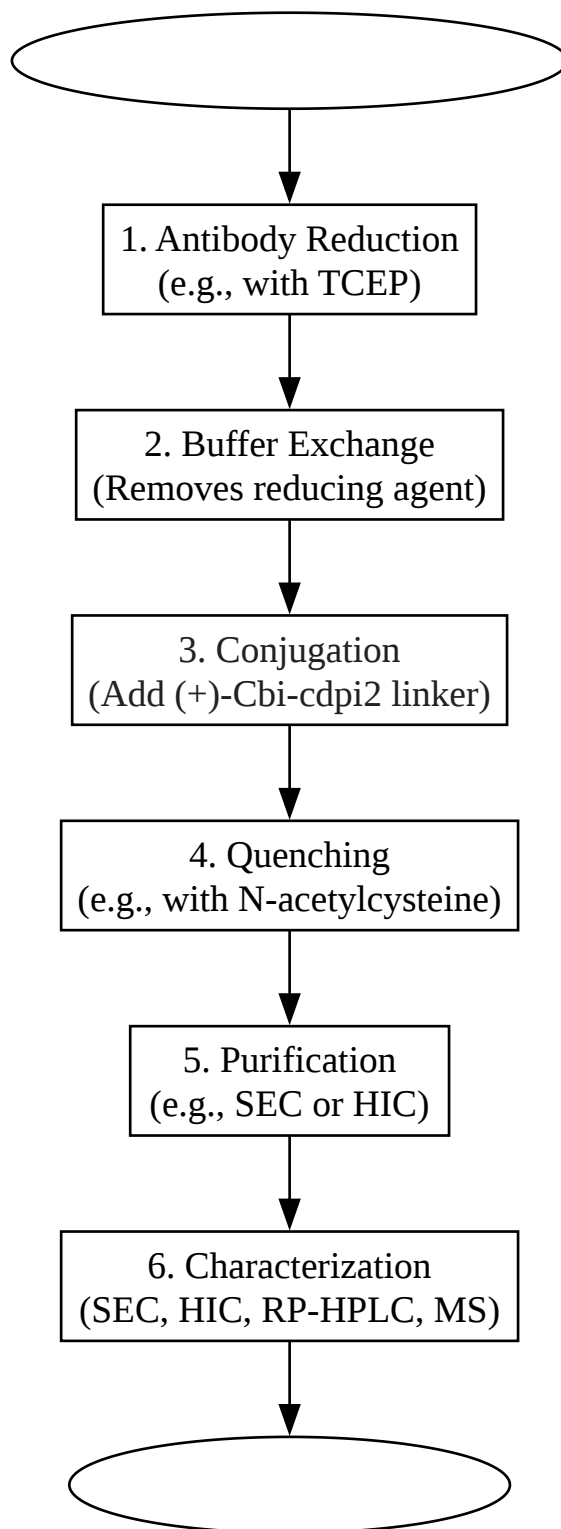 1. Antibody Reduction
(e.g., with TCEP)
2. Buffer Exchange
(Removes reducing agent)
3. Conjugation
(Add (+)-Cbi-cdpi2 linker)
4. Quenching
(e.g., with N-acetylcysteine)
5. Purification
(e.g., SEC or HIC)
6. Characterization
(SEC, HIC, RP-HPLC, MS)